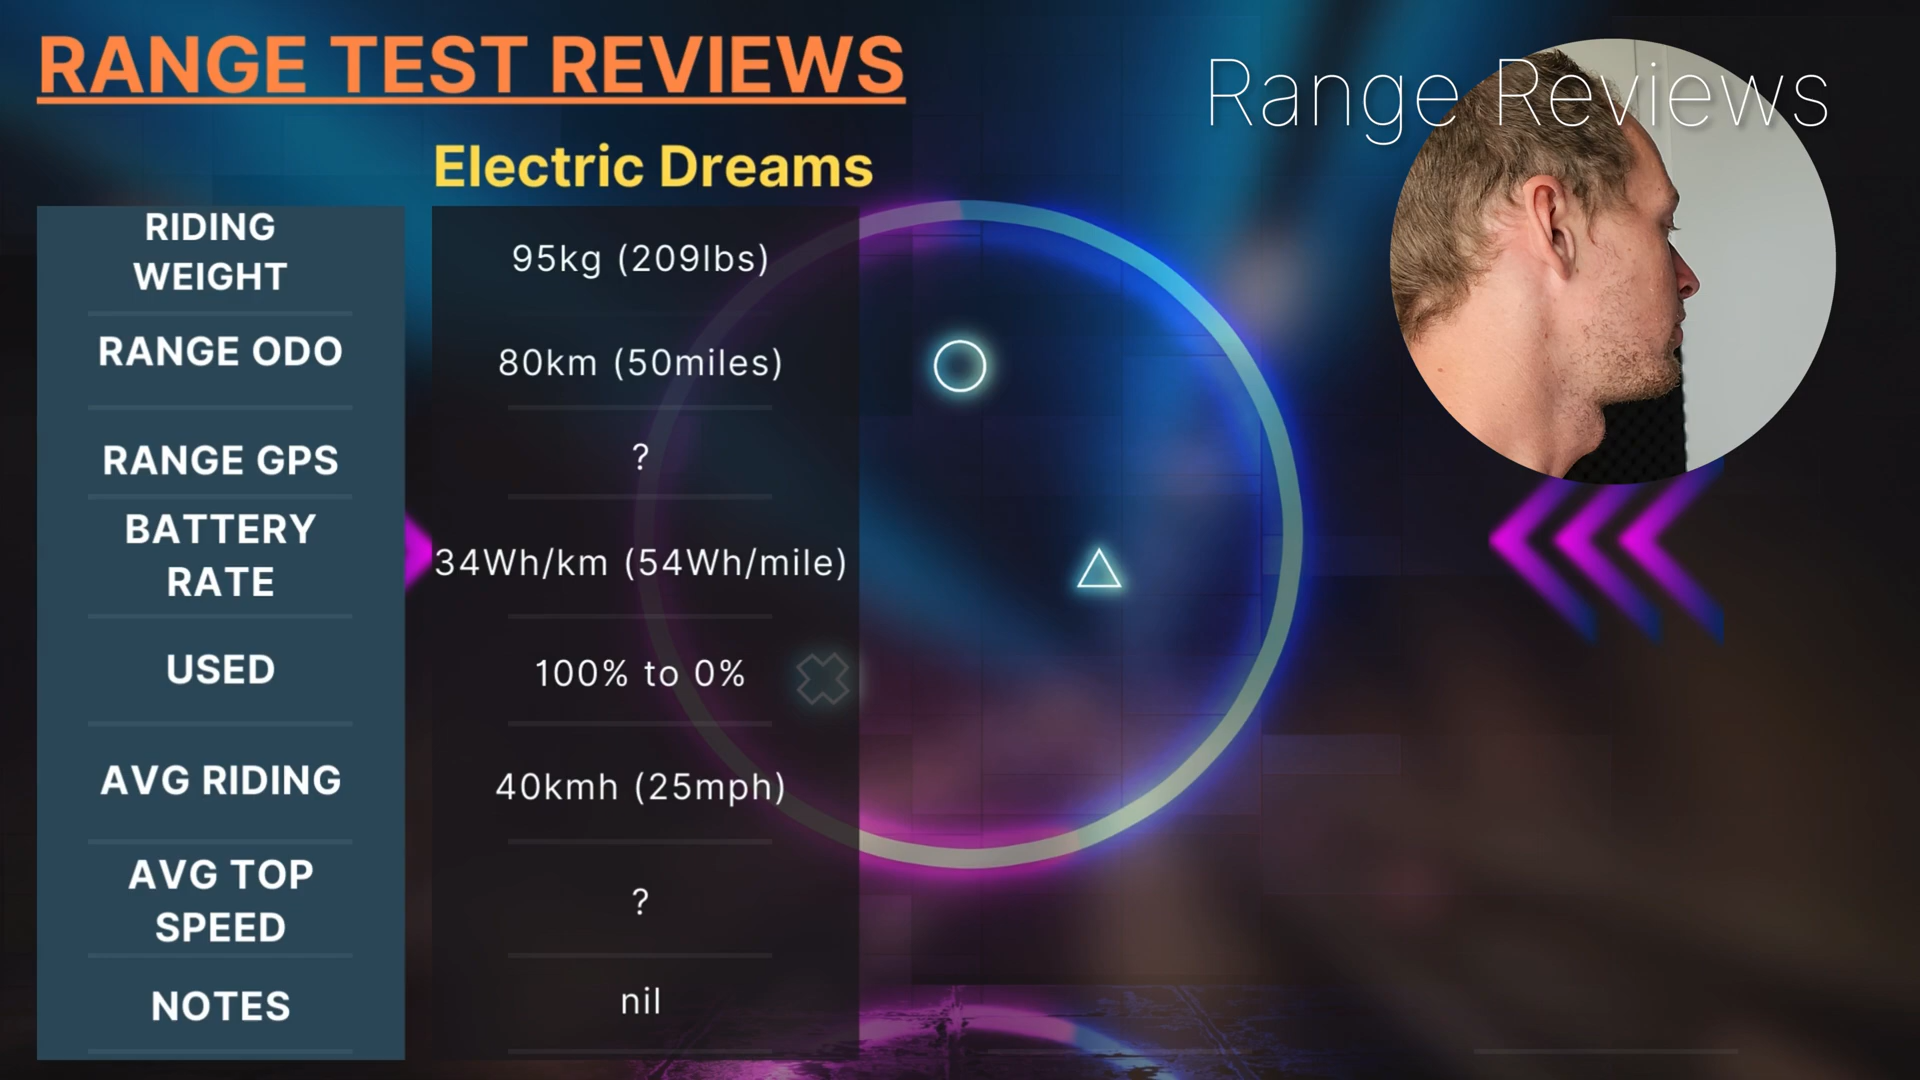 RANGE TEST REVIEWS
Range Reviews
Electric Dreams
RIDING
WEIGHT
95kg (209lbs)
RANGE ODO
80km (50miles)
RANGE GPS
?
BATTERY
RATE
34Wh/km (54Wh/mile)
USED
100% to 0%
AVG RIDING
40kmh (25mph)
AVG TOP
SPEED
?
NOTES
nil